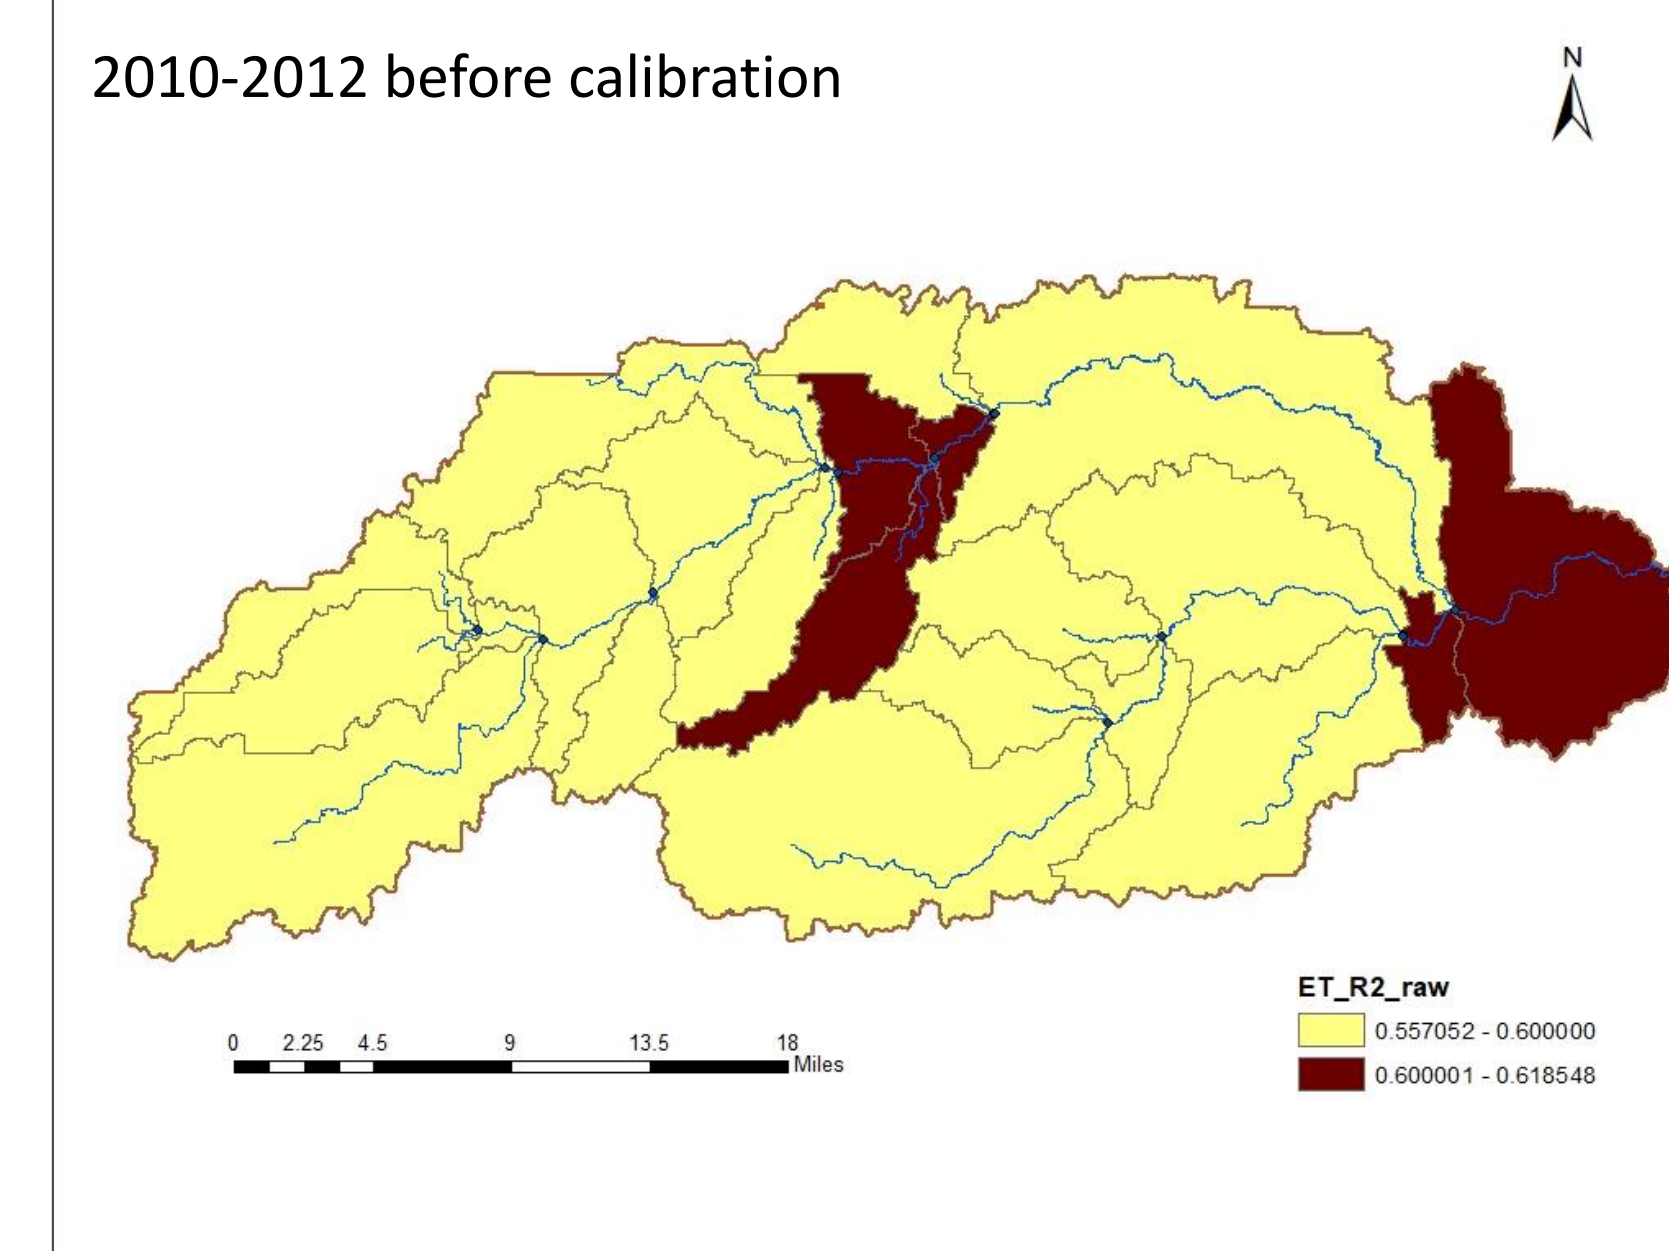 2010-2012 before calibration
N
ET_R2_raw
0.557052 - 0.600000
0.600001 - 0.618548
0 2.25 4.5 9 13.5 18
Miles